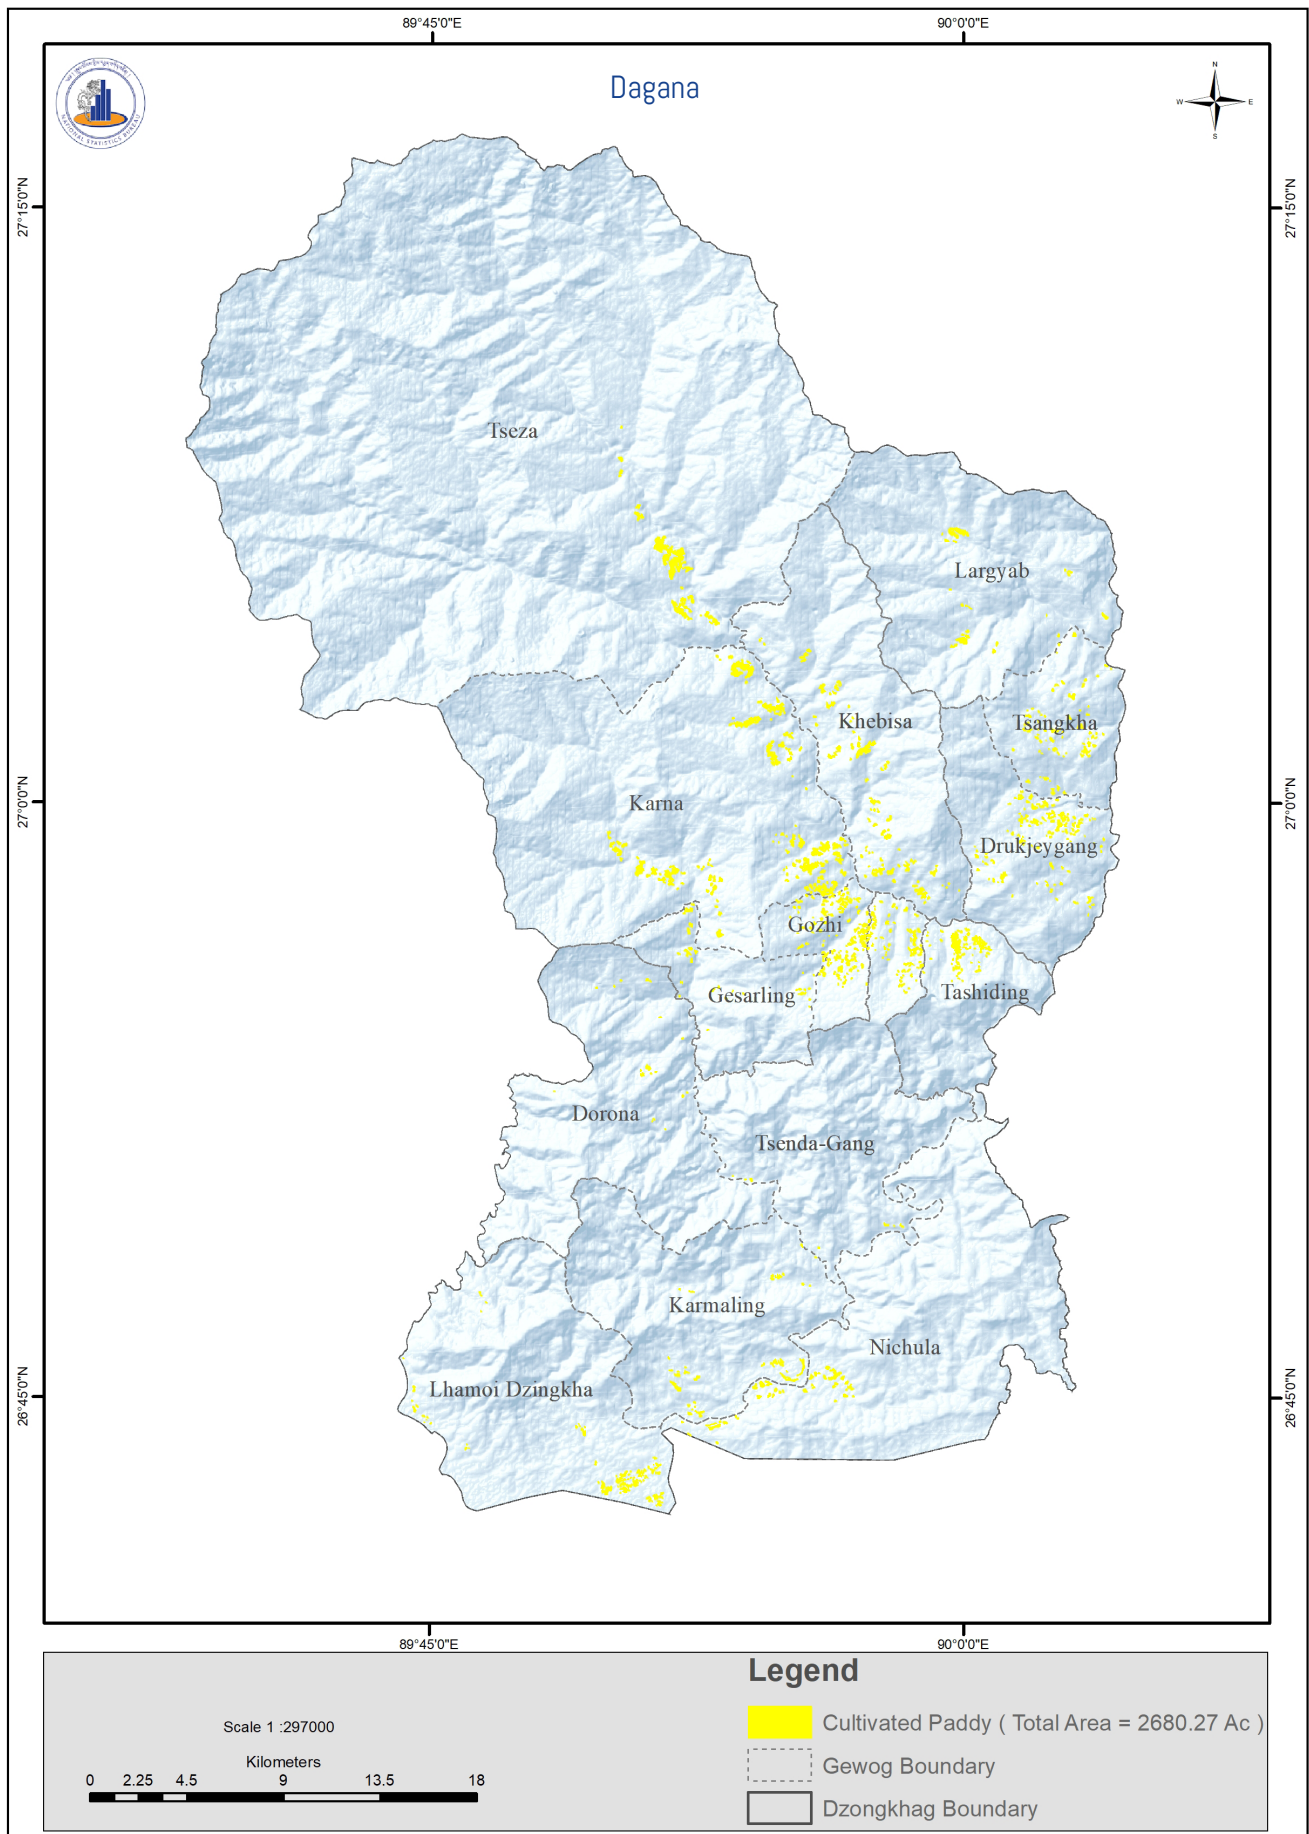 89°45'0"E
90°0'0"E
Dagana
NATIONAL STATISTICS BUREAU
N
W
E
S
27°15'0"N
27°15'0"N
Tseza
Largyab
Khebisa
Tsangkha
27°0'0"N
27°0'0"N
Karna
Drukjeygang
Gozhi
Gesarling
Tashiding
Dorona
Tsenda-Gang
Karmaling
Nichula
Lhamoi Dzingkha
26°45'0"N
26°45'0"N
89°45'0"E
90°0'0"E
Legend
Scale 1 :297000
Kilometers
0 2.25 4.5 9 13.5 18
Cultivated Paddy ( Total Area = 2680.27 Ac )
Gewog Boundary
Dzongkhag Boundary